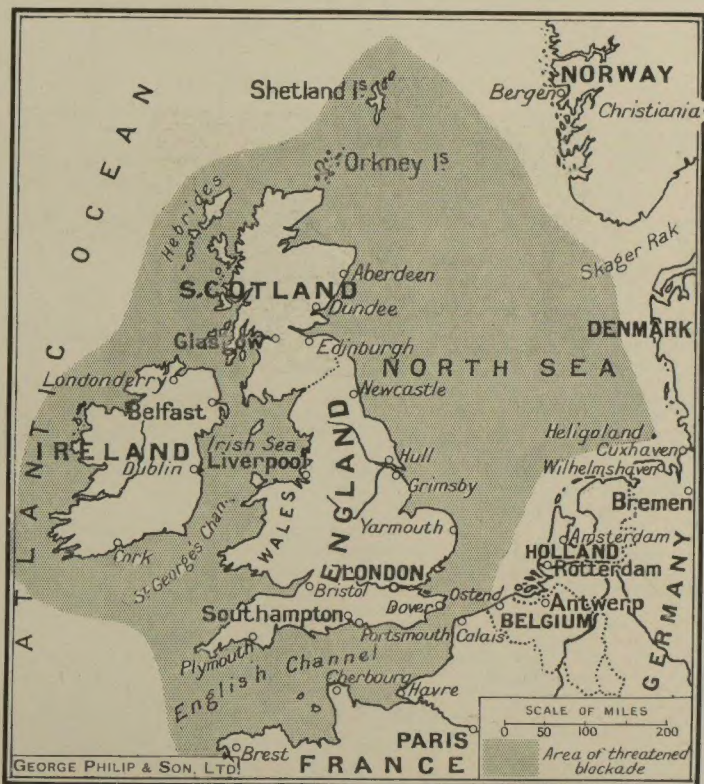 NORWAY
Bergen
Christiania
Shetland Is
Orkney Is
ATLANTIC OCEAN
Hebrides
Skager Rak
Aberdeen
SCOTLAND
Dundee
DENMARK
Glasgow
Edinburgh
NORTH SEA
Londonderry
Newcastle
Belfast
Heligoland
IRELAND
Irish Sea
Cuxhaven
Dublin
Liverpool
Hull
Wilhelmshaven
Grimsby
Bremen
WALES
ENGLAND
St George's Chan.
Yarmouth
Amsterdam
HOLLAND
Rotterdam
GERMANY
Cork
Bristol
LONDON
Ostend
Antwerp
Southampton
Dover
BELGIUM
Portsmouth
Calais
Plymouth
English Channel
Cherbourg
Havre
SCALE OF MILES
0 50 100 200
PARIS
Brest
FRANCE
Area of threatened
blockade
GEORGE PHILIP & SON, LTD.